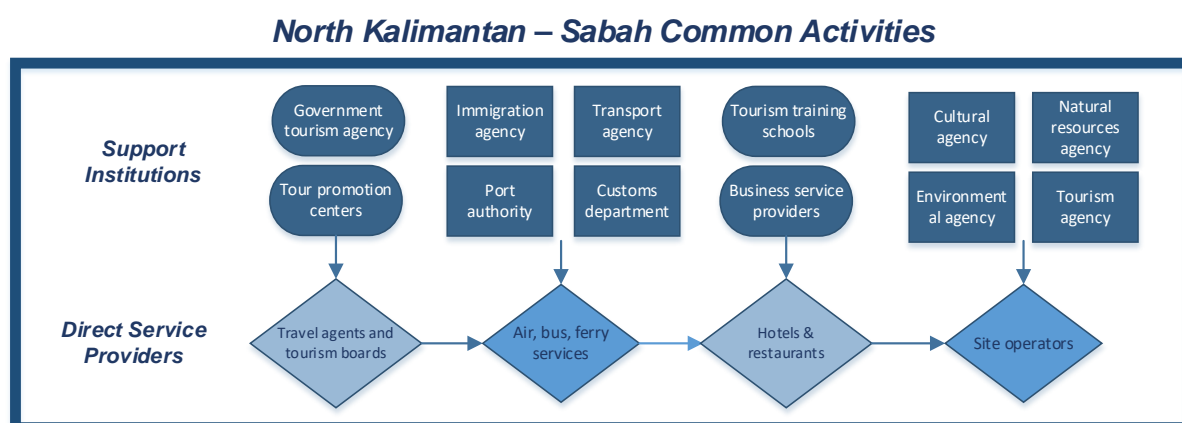 North Kalimantan – Sabah Common Activities
Support
Institutions
Government
tourism agency
Tour promotion
centers
Immigration
agency
Transport
agency
Port
authority
Customs
department
Tourism training
schools
Business service
providers
Cultural
agency
Natural
resources
agency
Environment
al agency
Tourism
agency
Direct Service
Providers
Travel agents and
tourism boards
Air, bus, ferry
services
Hotels &
restaurants
Site operators